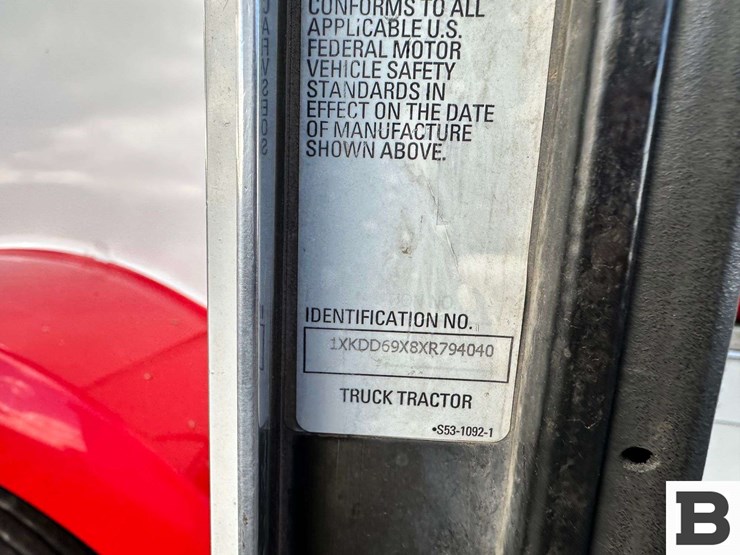 CONFORMS TO ALL
APPLICABLE U.S.
FEDERAL MOTOR
VEHICLE SAFETY
STANDARDS IN
EFFECT ON THE DATE
OF MANUFACTURE
SHOWN ABOVE.
IDENTIFICATION NO.
1XKDD69X8XR794040
TRUCK TRACTOR
•S53-1092-1
B